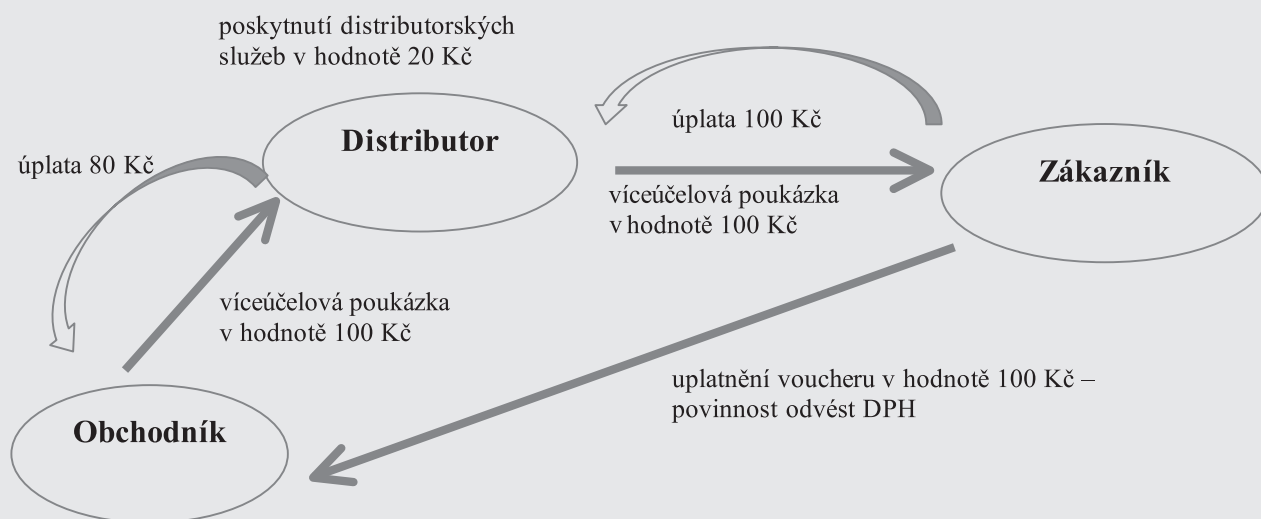 poskytnutí distributorských
služeb v hodnotě 20 Kč
Distributor
úplata 100 Kč
úplata 80 Kč
Zákazník
víceúčelová poukázka
v hodnotě 100 Kč
víceúčelová poukázka
v hodnotě 100 Kč
uplatnění voucheru v hodnotě 100 Kč –
povinnost odvést DPH
Obchodník